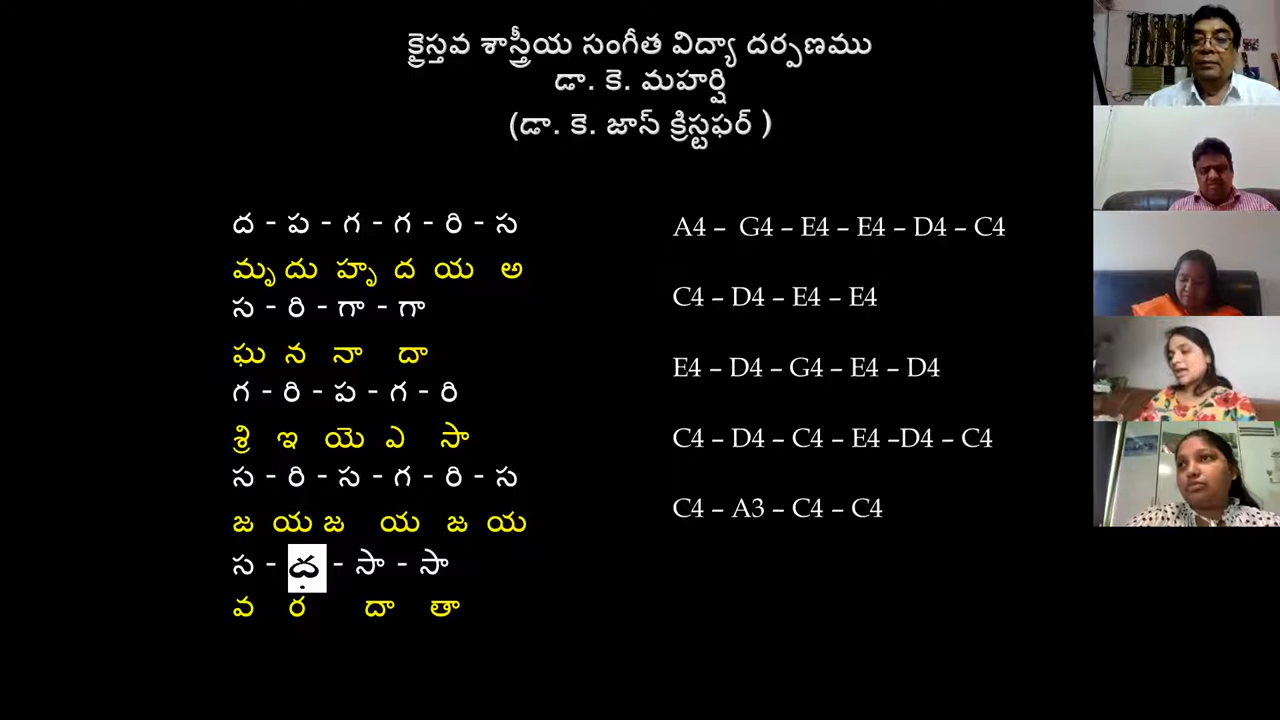 క్రైస్తవ శాస్త్రీయ సంగీత విద్యా దర్పణము
డా. కె. మహర్షి
(డా. కె. జాస్ క్రిస్టఫర్ )
ద - ప - గ - గ - రి - స
మృ దు హృ ద య అ
స - రి - గా - గా
ఘ న నా దా
గ - రి - ప - గ - రి
శ్రీ ఇ యె ఎ సా
స - రి - స - గ - రి - స
జ య జ య జ య
స - ద़ - సా - సా
వ ర దా తా
A4 – G4 – E4 – E4 – D4 – C4
C4 – D4 – E4 – E4
E4 – D4 – G4 – E4 – D4
C4 – D4 – C4 – E4 –D4 – C4
C4 – A3 – C4 – C4